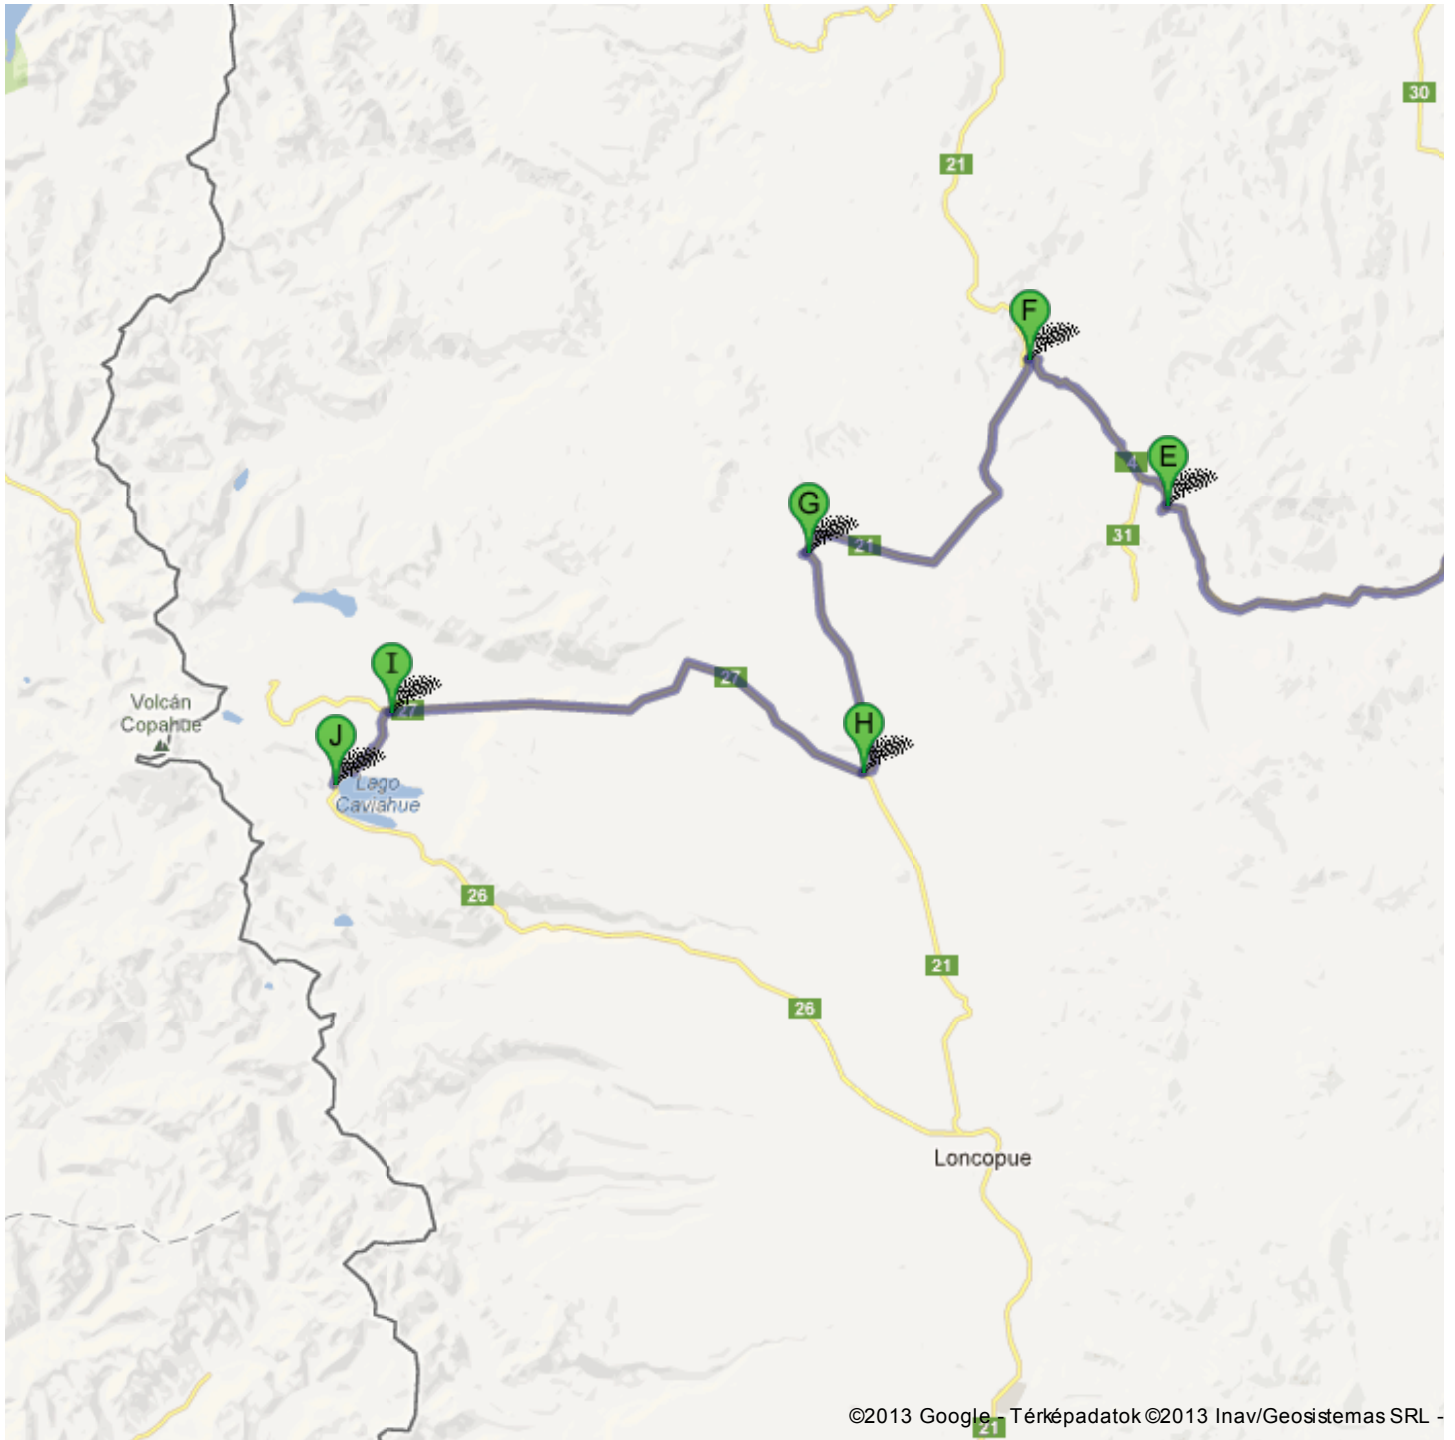 30
21
F
4
E
G
21
31
I
27
27
Volcán
Copahue
J
H
Lago
Caviahue
26
21
26
Loncopue
©2013 Google - Térképadatok ©2013 Inav/Geosistemas SRL -
21